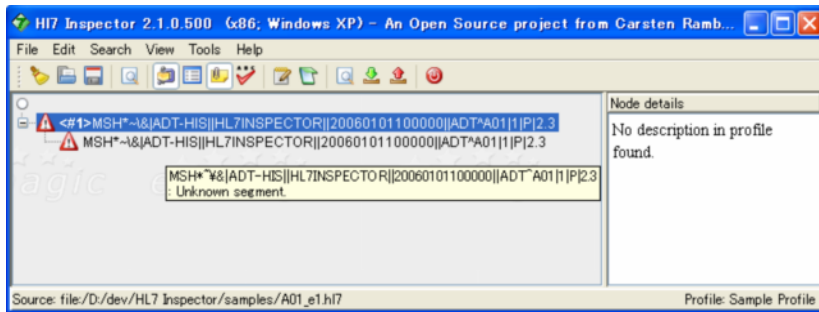 HI7 Inspector 2.1.0.500 (x86; Windows XP) - An Open Source project from Carsten Ramb...
File Edit Search View Tools Help
Node details
<#1>MSH*~\&|ADT-HIS||HL7INSPECTOR||20060101100000||ADT^A01|1|P|2.3
MSH*~\&|ADT-HIS||HL7INSPECTOR||20060101100000||ADT^A01|1|P|2.3
No description in profile
found.
MSH*~¥&|ADT-HIS||HL7INSPECTOR||20060101100000||ADT^A01|1|P|2.3
: Unknown segment.
Source: file:/D:/dev/HL7 Inspector/samples/A01_e1.hl7
Profile: Sample Profile